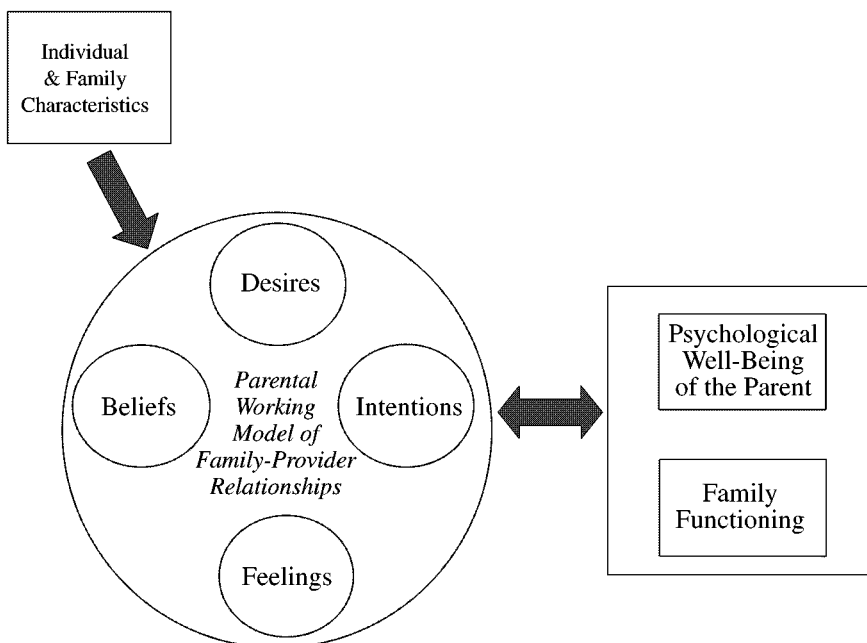 Individual
& Family
Characteristics
Desires
Beliefs
Parental
Working
Model of
Family-Provider
Relationships
Intentions
Feelings
Psychological
Well-Being
of the Parent
Family
Functioning